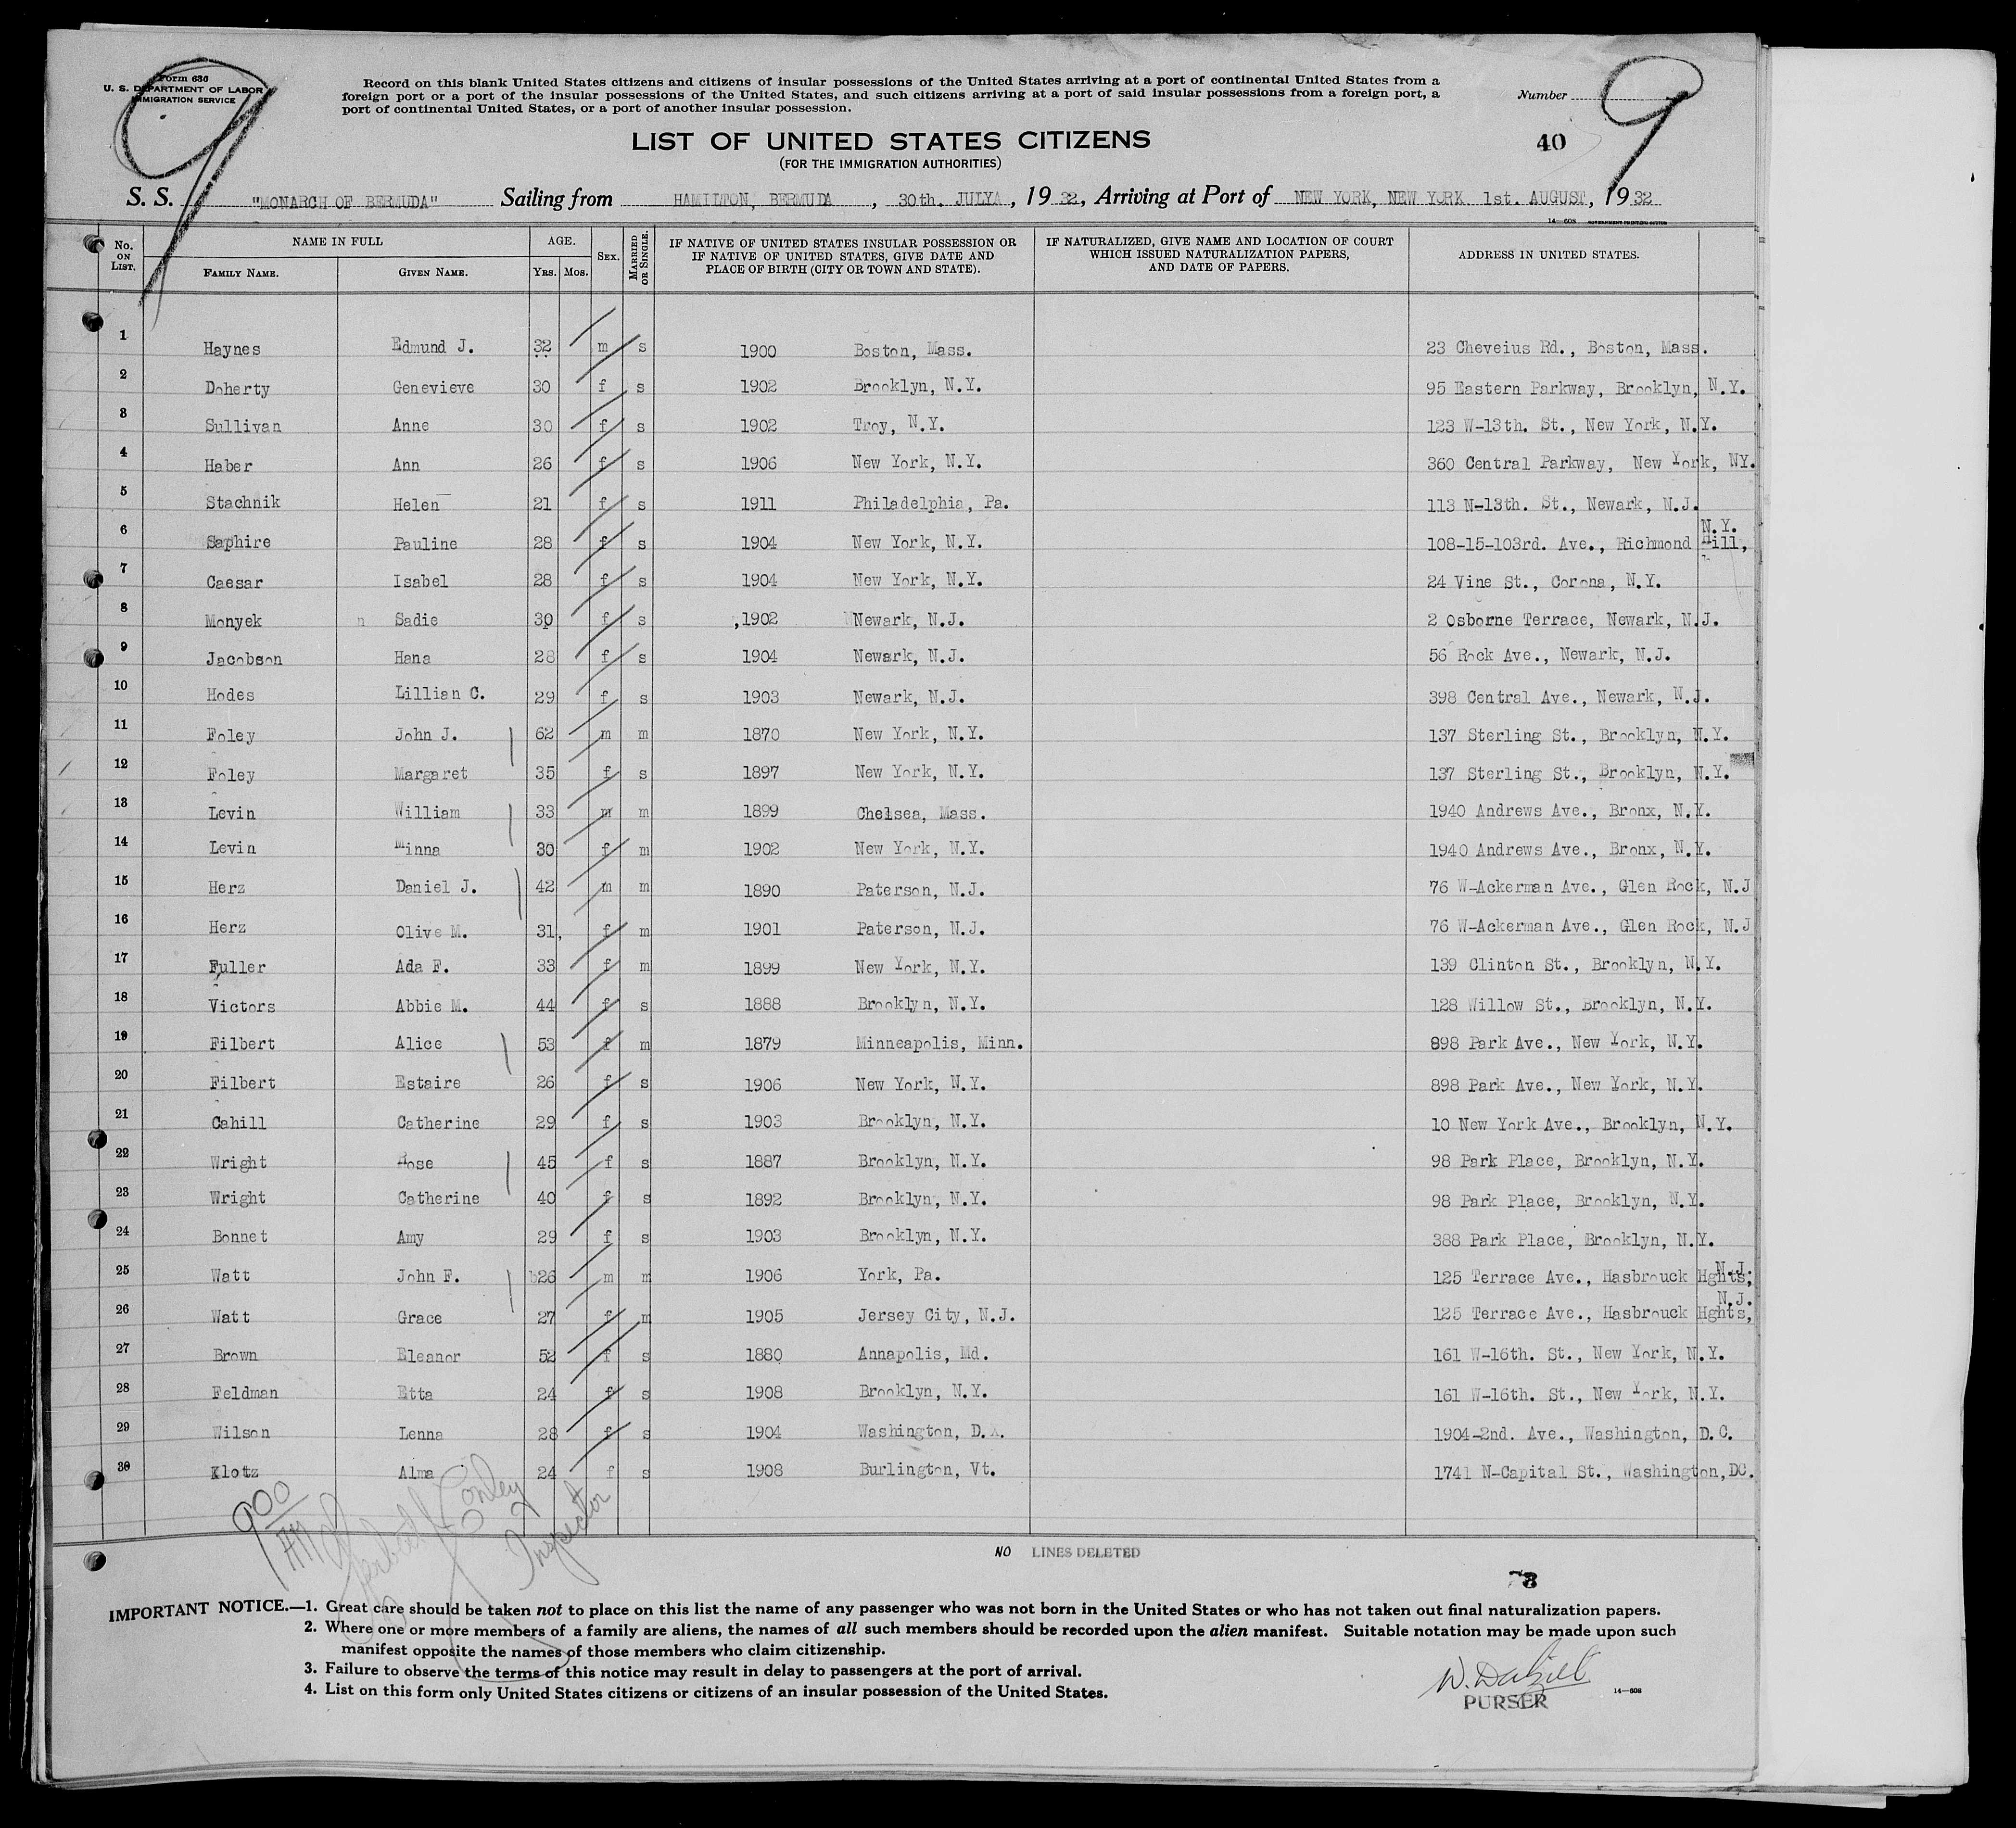 Form 686
U. S. DEPARTMENT OF LABOR
IMMIGRATION SERVICE
Record on this blank United States citizens and citizens of insular possessions of the United States arriving at a port of continental United States from a
foreign port or a port of the insular possessions of the United States, and such citizens arriving at a port of said insular possessions from a foreign port, a
port of continental United States, or a port of another insular possession.
Number
9 9
40
LIST OF UNITED STATES CITIZENS
(FOR THE IMMIGRATION AUTHORITIES)
S. S. "MONARCH OF BERMUDA" Sailing from HAMILTON, BERMUDA, 30th. JULYA, 1932, Arriving at Port of NEW YORK, NEW YORK 1st. AUGUST, 1932
14—608 GOVERNMENT PRINTING OFFICE
No. ON LIST. NAME IN FULL FAMILY NAME. GIVEN NAME. AGE. YRS. MOS. SEX. MARRIED OR SINGLE. IF NATIVE OF UNITED STATES INSULAR POSSESSION OR IF NATIVE OF UNITED STATES, GIVE DATE AND PLACE OF BIRTH (CITY OR TOWN AND STATE). IF NATURALIZED, GIVE NAME AND LOCATION OF COURT WHICH ISSUED NATURALIZATION PAPERS, AND DATE OF PAPERS. ADDRESS IN UNITED STATES.
1 Haynes Edmund J. 32 m s 1900 Boston, Mass. 23 Cheveius Rd., Boston, Mass.
2 Doherty Genevieve 30 f s 1902 Brooklyn, N.Y. 95 Eastern Parkway, Brooklyn, N.Y.
3 Sullivan Anne 30 f s 1902 Troy, N.Y. 123 W-13th. St., New York, N.Y.
4 Haber Ann 26 f s 1906 New York, N.Y. 360 Central Parkway, New York, NY.
5 Stachnik Helen 21 f s 1911 Philadelphia, Pa. 113 N-13th. St., Newark, N.J.
6 Saphire Pauline 28 f s 1904 New York, N.Y. 108-15-103rd. Ave., Richmond Hill, N.Y.
7 Caesar Isabel 28 f s 1904 New York, N.Y. 24 Vine St., Corona, N.Y.
8 Monyek n Sadie 30 f s ,1902 Newark, N.J. 2 Osborne Terrace, Newark, N.J.
9 Jacobson Hana 28 f s 1904 Newark, N.J. 56 Rock Ave., Newark, N.J.
10 Hodes Lillian C. 29 f s 1903 Newark, N.J. 398 Central Ave., Newark, N.J.
11 Foley John J. 62 m m 1870 New York, N.Y. 137 Sterling St., Brooklyn, N.Y.
12 Foley Margaret 35 f s 1897 New York, N.Y. 137 Sterling St., Brooklyn, N.Y.
13 Levin William 33 m m 1899 Chelsea, Mass. 1940 Andrews Ave., Bronx, N.Y.
14 Levin Minna 30 f m 1902 New York, N.Y. 1940 Andrews Ave., Bronx, N.Y.
15 Herz Daniel J. 42 m m 1890 Paterson, N.J. 76 W-Ackerman Ave., Glen Rock, N.J
16 Herz Olive M. 31, f m 1901 Paterson, N.J. 76 W-Ackerman Ave., Glen Rock, N.J
17 Fuller Ada F. 33 f m 1899 New York, N.Y. 139 Clinton St., Brooklyn, N.Y.
18 Victors Abbie M. 44 f s 1888 Brooklyn, N.Y. 128 Willow St., Brooklyn, N.Y.
19 Filbert Alice 53 f m 1879 Minneapolis, Minn. 898 Park Ave., New York, N.Y.
20 Filbert Estaire 26 f s 1906 New York, N.Y. 898 Park Ave., New York, N.Y.
21 Cahill Catherine 29 f s 1903 Brooklyn, N.Y. 10 New York Ave., Brooklyn, N.Y.
22 Wright Rose 45 f s 1887 Brooklyn, N.Y. 98 Park Place, Brooklyn, N.Y.
23 Wright Catherine 40 f s 1892 Brooklyn, N.Y. 98 Park Place, Brooklyn, N.Y.
24 Bonnet Amy 29 f s 1903 Brooklyn, N.Y. 388 Park Place, Brooklyn, N.Y.
25 Watt John F. 26 m m 1906 York, Pa. 125 Terrace Ave., Hasbrouck Hghts, N.J.
26 Watt Grace 27 f m 1905 Jersey City, N.J. 125 Terrace Ave., Hasbrouck Hghts, N.J.
27 Brown Eleanor 52 f s 1880 Annapolis, Md. 161 W-16th. St., New York, N.Y.
28 Feldman Etta 24 f s 1908 Brooklyn, N.Y. 161 W-16th. St., New York, N.Y.
29 Wilson Lenna 28 f s 1904 Washington, D. 1904-2nd. Ave., Washington, D.C.
30 Klotz Alma 24 f s 1908 Burlington, Vt. 1741 N-Capital St., Washington, DC.
900 AM
Conley
Inspector
NO LINES DELETED
IMPORTANT NOTICE.—1. Great care should be taken not to place on this list the name of any passenger who was not born in the United States or who has not taken out final naturalization papers.
2. Where one or more members of a family are aliens, the names of all such members should be recorded upon the alien manifest. Suitable notation may be made upon such
manifest opposite the names of those members who claim citizenship.
3. Failure to observe the terms of this notice may result in delay to passengers at the port of arrival.
4. List on this form only United States citizens or citizens of an insular possession of the United States.
PURSER
14—608